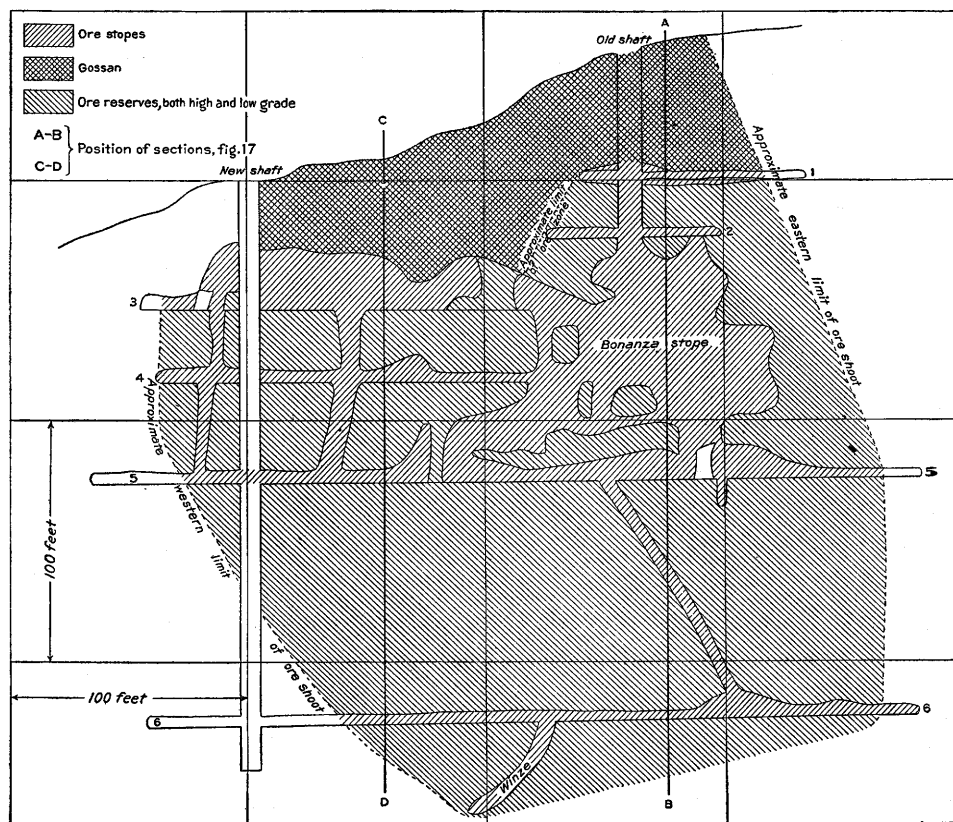 Ore stopes
Gossan
Ore reserves, both high and low grade
A-B
C-D
Position of sections, fig. 17
A
Old shaft
C
New shaft
1
Approximate limit
of ore zone
2
Approximate eastern limit of ore shoot
3
Bonanza stope
4
Approximate western limit of ore shoot
5
5
100 feet
100 feet
6
6
Winze
D
B